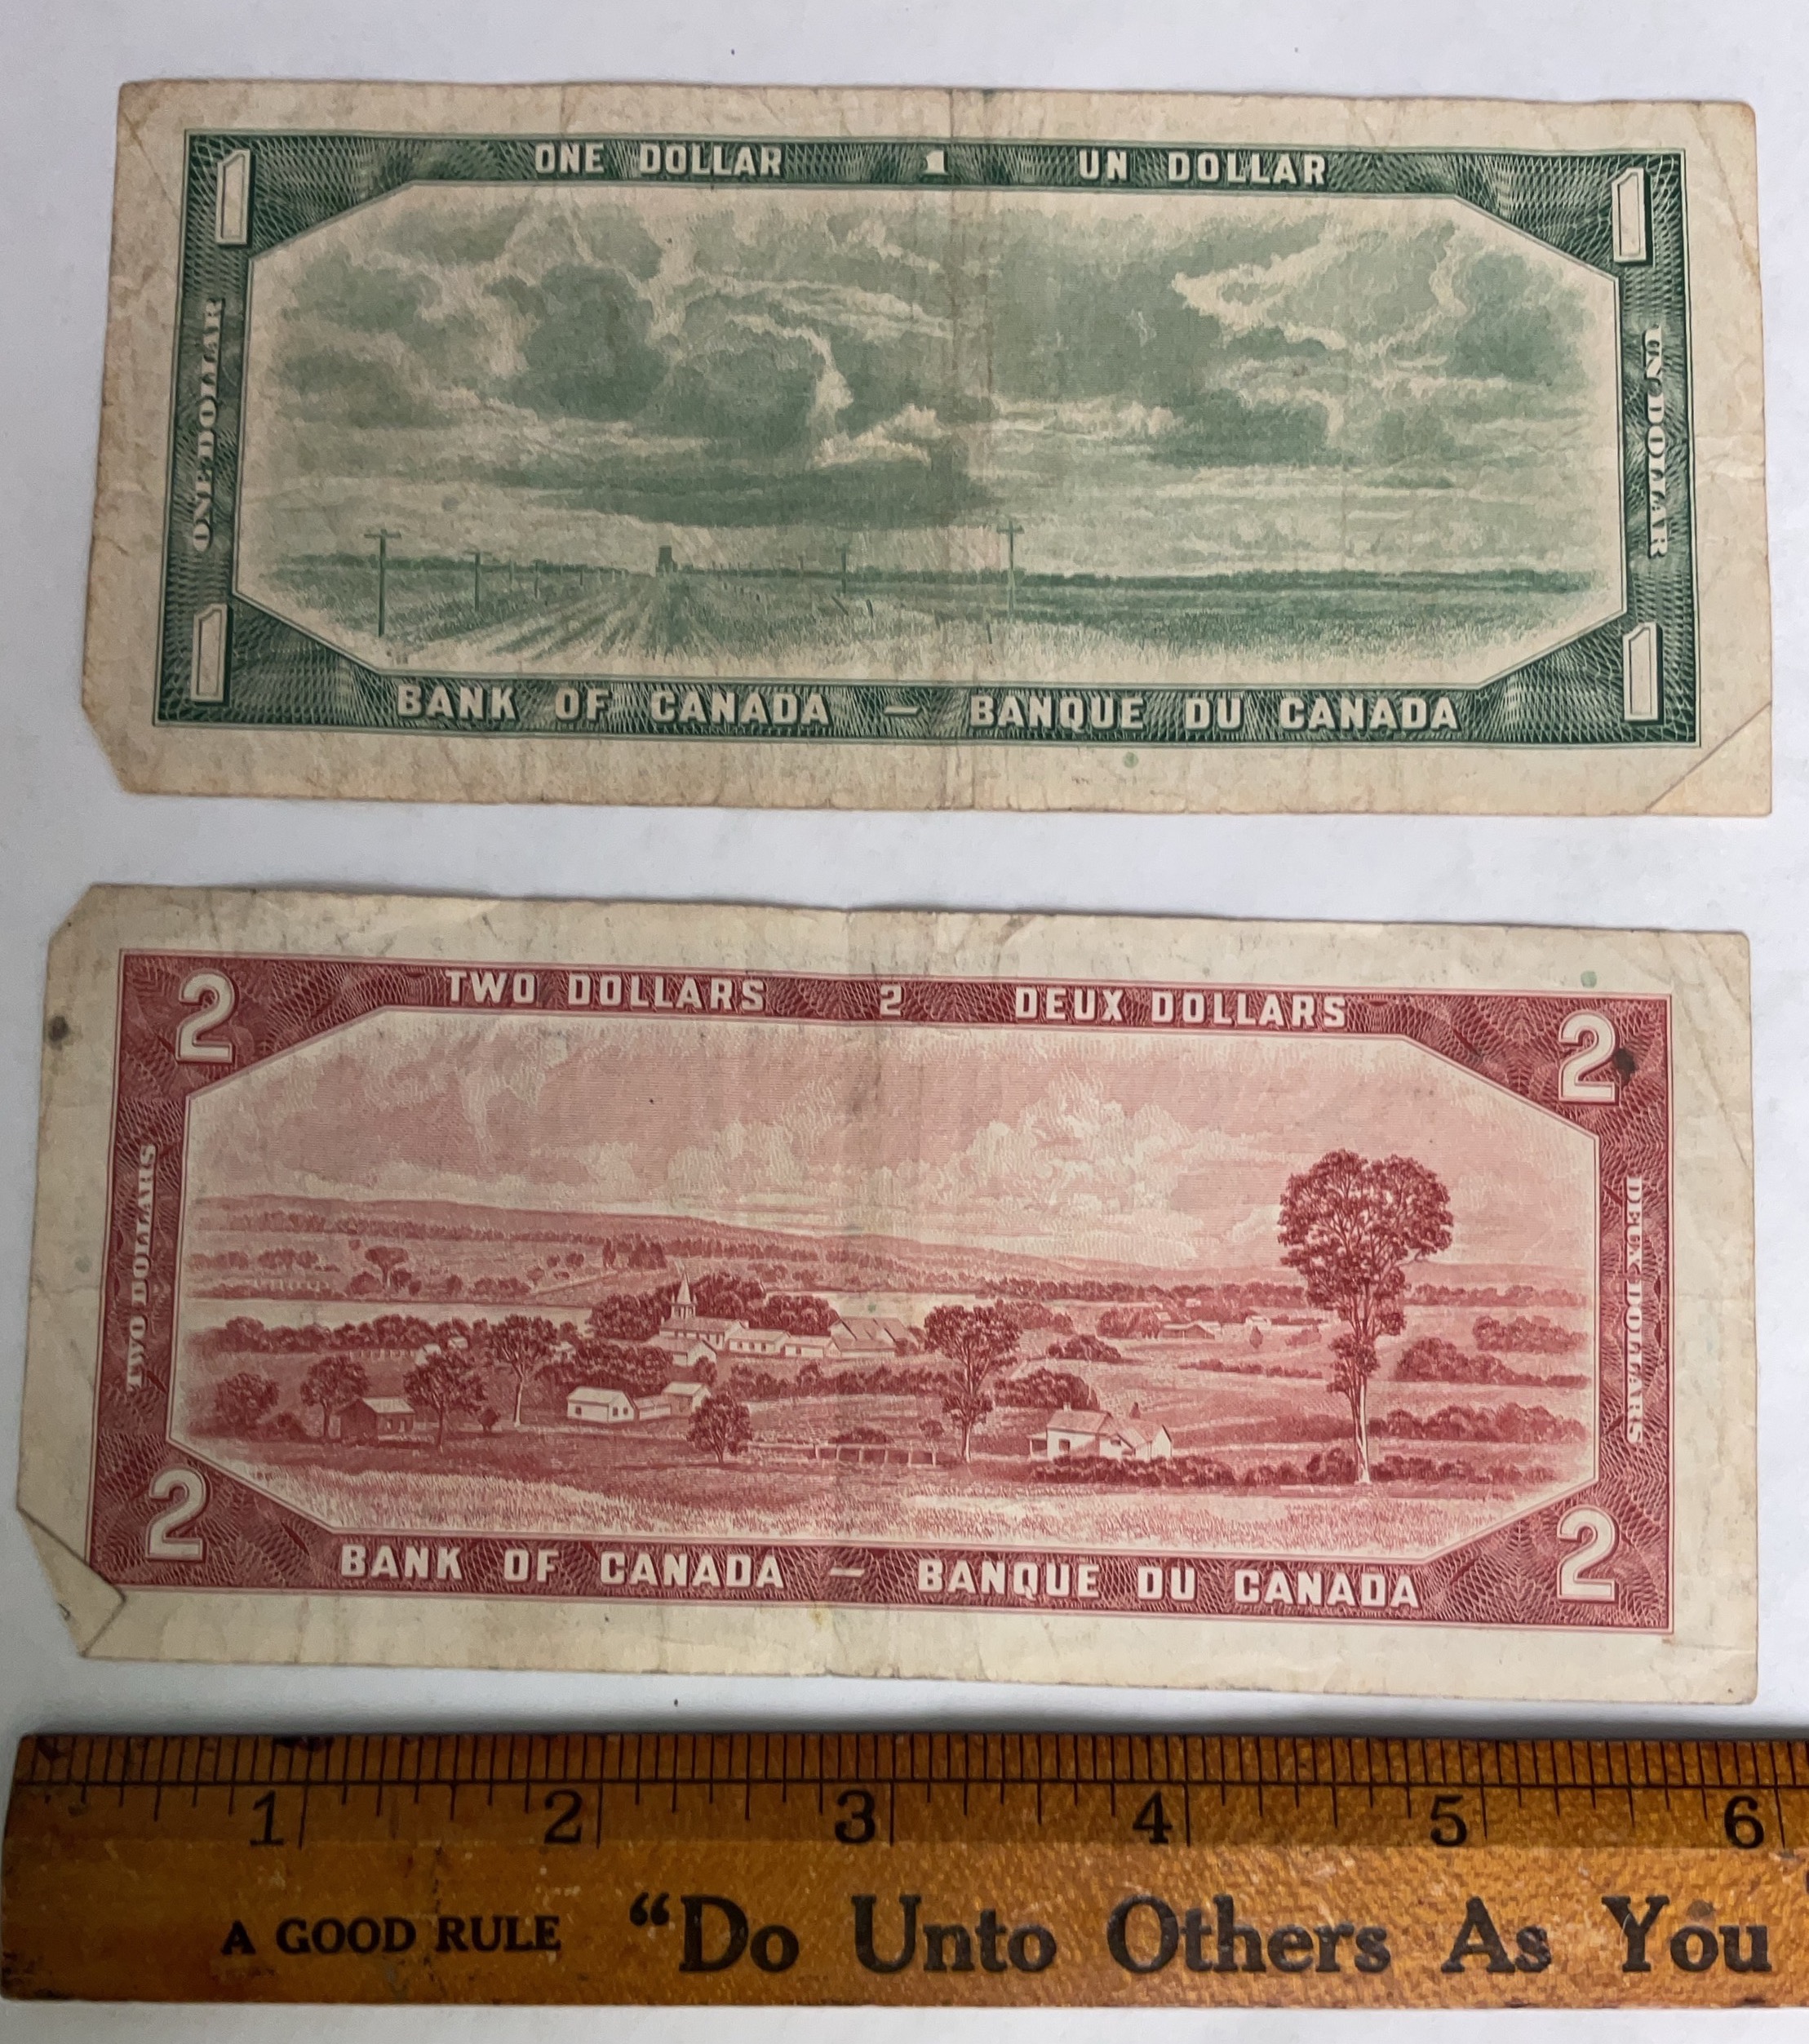 ONE DOLLAR 1 UN DOLLAR
1 1
ONE DOLLAR UN DOLLAR
1 1
BANK OF CANADA — BANQUE DU CANADA
TWO DOLLARS 2 DEUX DOLLARS
2 2
TWO DOLLARS DEUX DOLLARS
2 2
BANK OF CANADA — BANQUE DU CANADA
1 2 3 4 5 6
A GOOD RULE “Do Unto Others As You